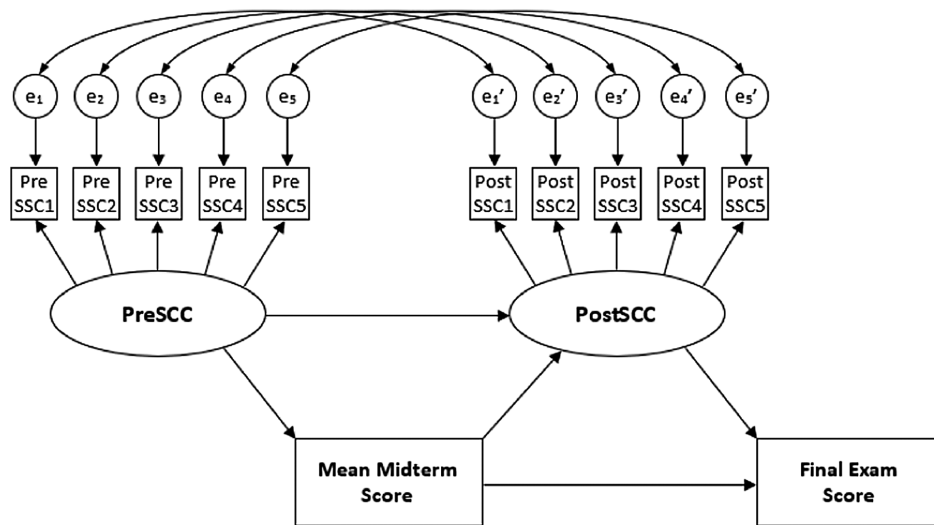 e₁ e₂ e₃ e₄ e₅ e₁′ e₂′ e₃′ e₄′ e₅′
Pre Pre Pre Pre Pre Post Post Post Post Post
SSC1 SSC2 SSC3 SSC4 SSC5 SSC1 SSC2 SSC3 SSC4 SSC5
PreSCC PostSCC
Mean Midterm
Score
Final Exam
Score